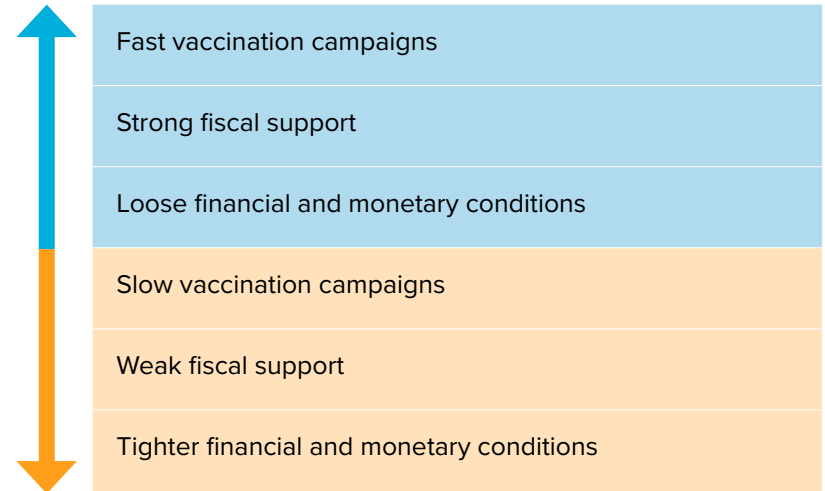 Fast vaccination campaigns
Strong fiscal support
Loose financial and monetary conditions
Slow vaccination campaigns
Weak fiscal support
Tighter financial and monetary conditions